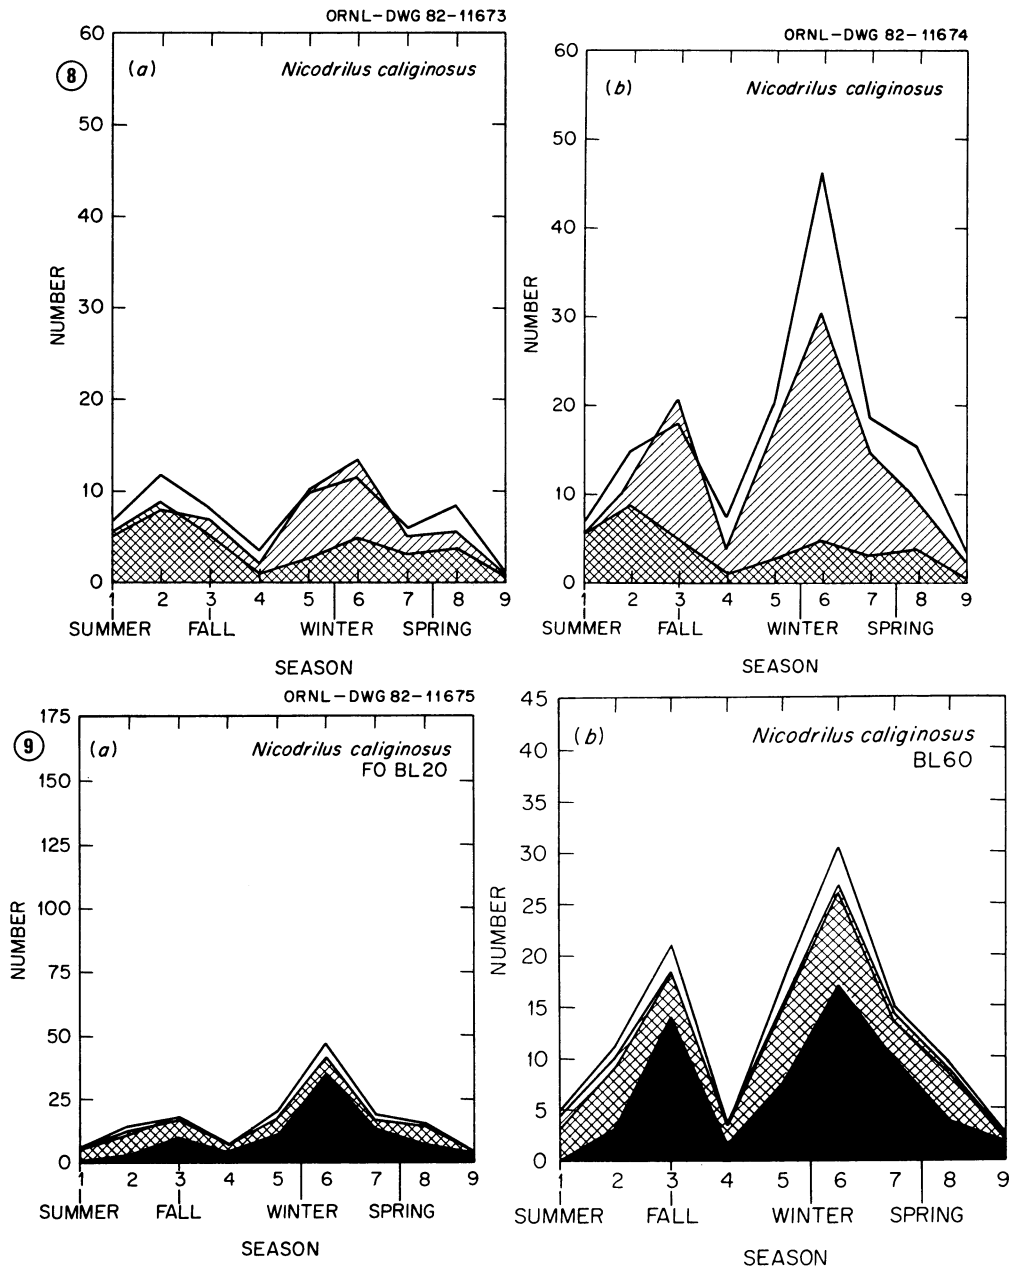 ORNL-DWG 82-11673
8
(a)
Nicodrilus caliginosus
60
50
40
30
20
10
0
NUMBER
1 2 3 4 5 6 7 8 9
SUMMER FALL WINTER SPRING
SEASON
ORNL-DWG 82-11674
(b)
Nicodrilus caliginosus
60
50
40
30
20
10
0
NUMBER
1 2 3 4 5 6 7 8 9
SUMMER FALL WINTER SPRING
SEASON
ORNL-DWG 82-11675
9
(a)
Nicodrilus caliginosus
FO BL20
175
150
125
100
75
50
25
0
NUMBER
1 2 3 4 5 6 7 8 9
SUMMER FALL WINTER SPRING
SEASON
(b)
Nicodrilus caliginosus
BL60
45
40
35
30
25
20
15
10
5
0
NUMBER
1 2 3 4 5 6 7 8 9
SUMMER FALL WINTER SPRING
SEASON